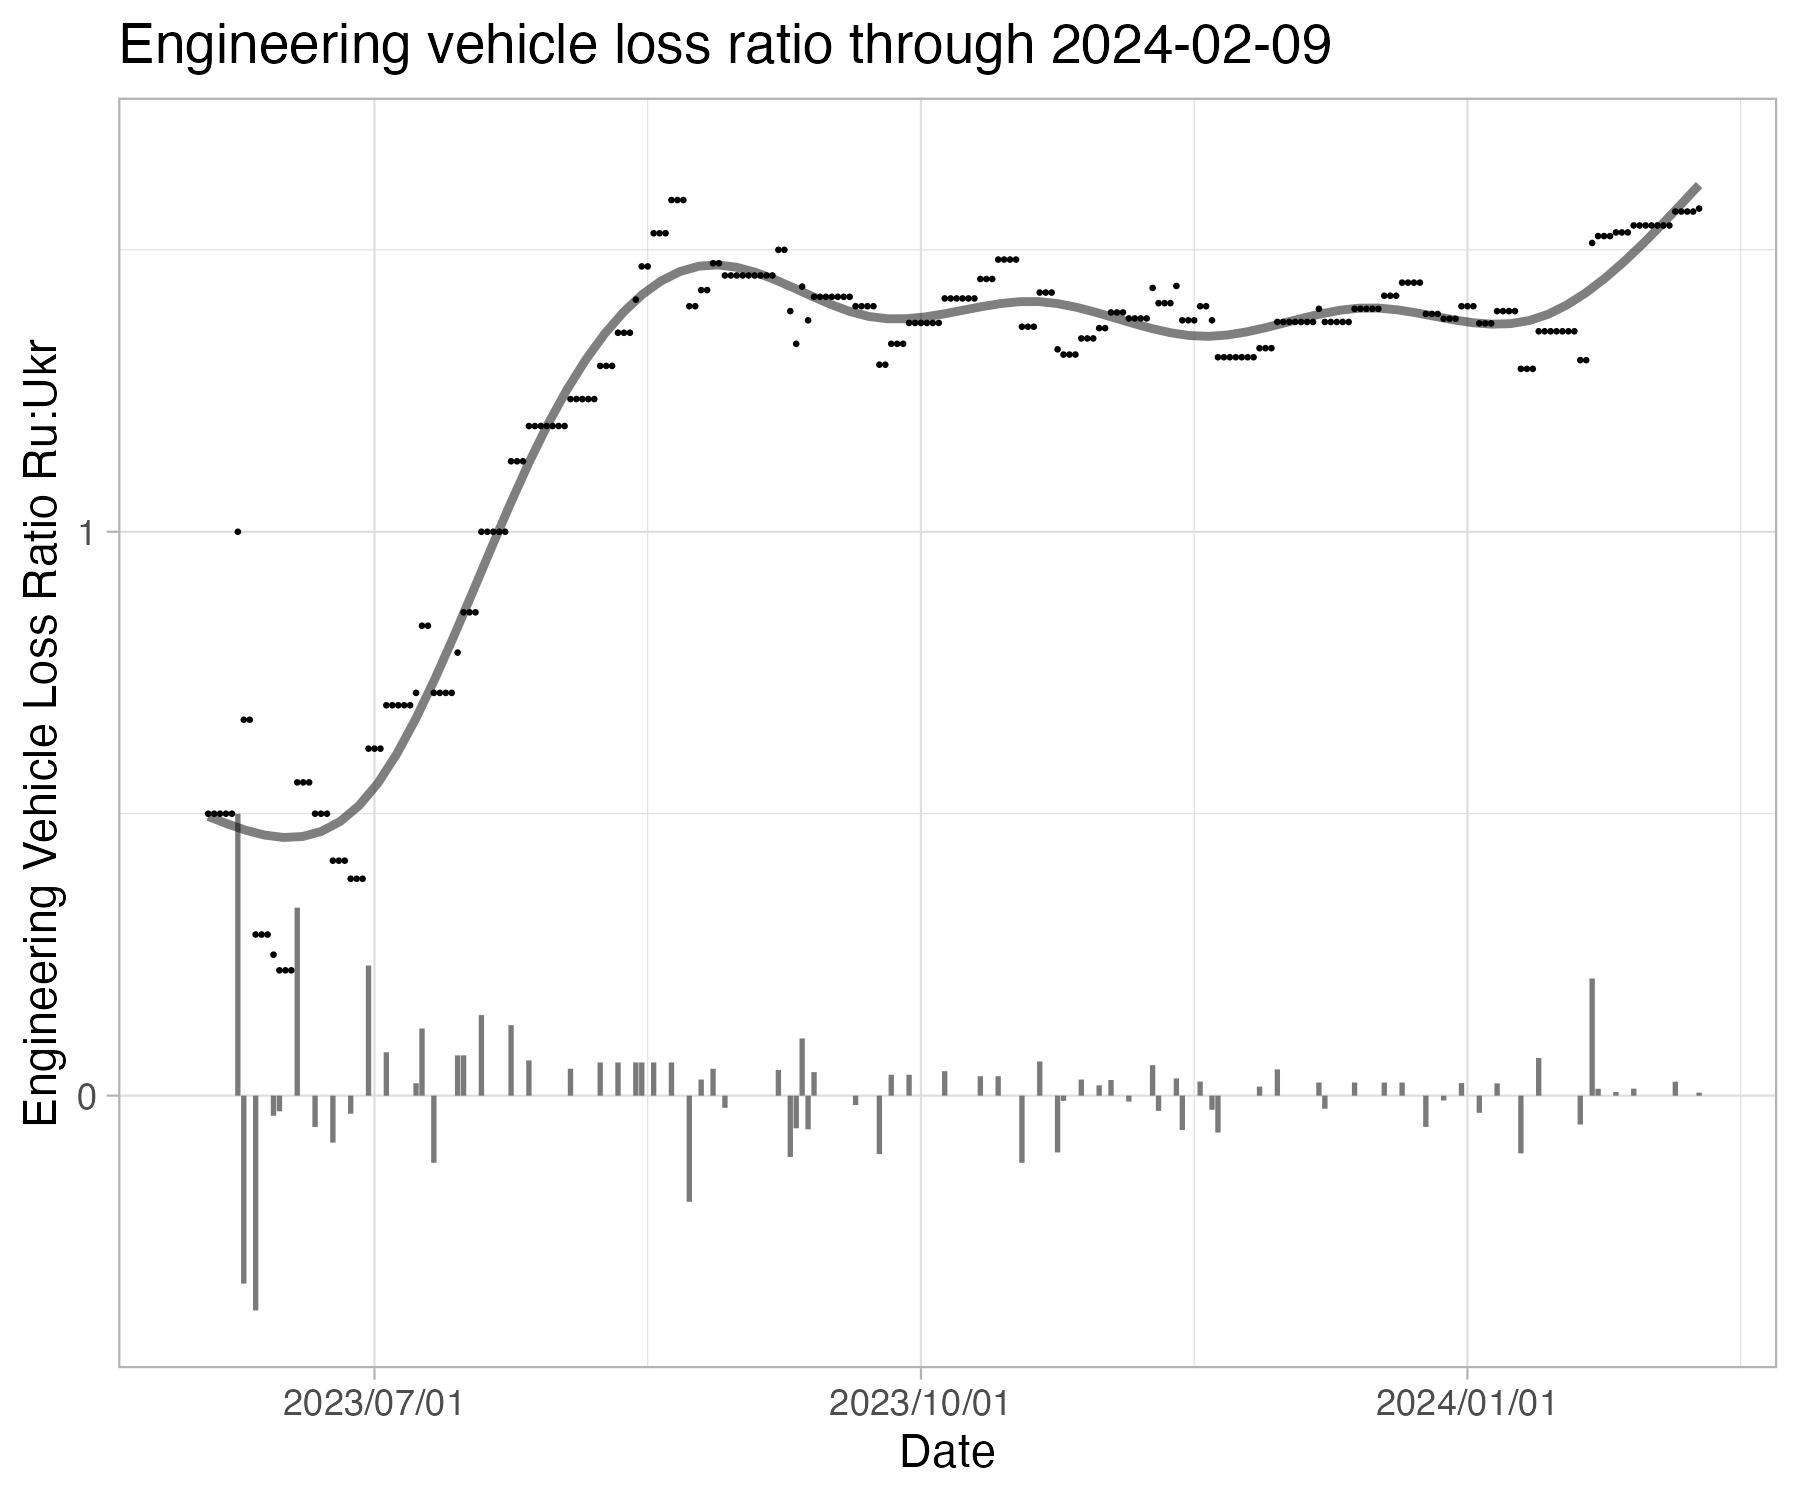 Engineering vehicle loss ratio through 2024-02-09
Engineering Vehicle Loss Ratio Ru:Ukr
1
0
2023/07/01
2023/10/01
2024/01/01
Date